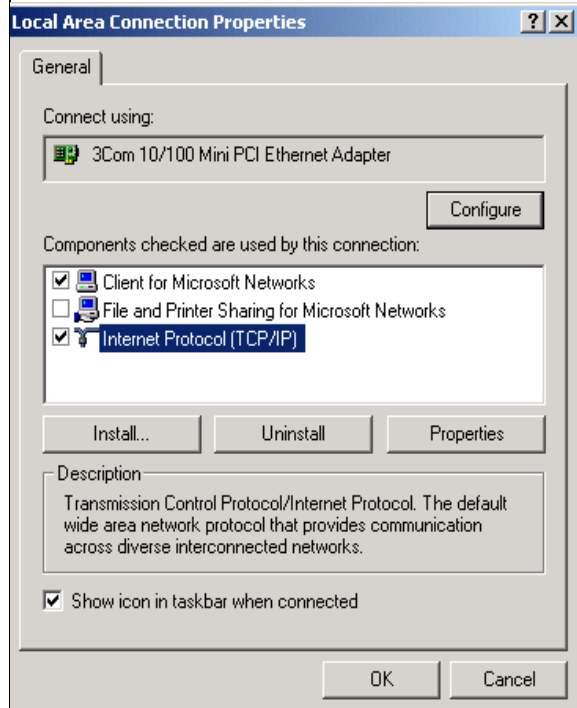 Local Area Connection Properties
General
Connect using:
3Com 10/100 Mini PCI Ethernet Adapter
Configure
Components checked are used by this connection:
Client for Microsoft Networks
File and Printer Sharing for Microsoft Networks
Internet Protocol (TCP/IP)
Install... Uninstall Properties
Description
Transmission Control Protocol/Internet Protocol. The default
wide area network protocol that provides communication
across diverse interconnected networks.
Show icon in taskbar when connected
OK Cancel